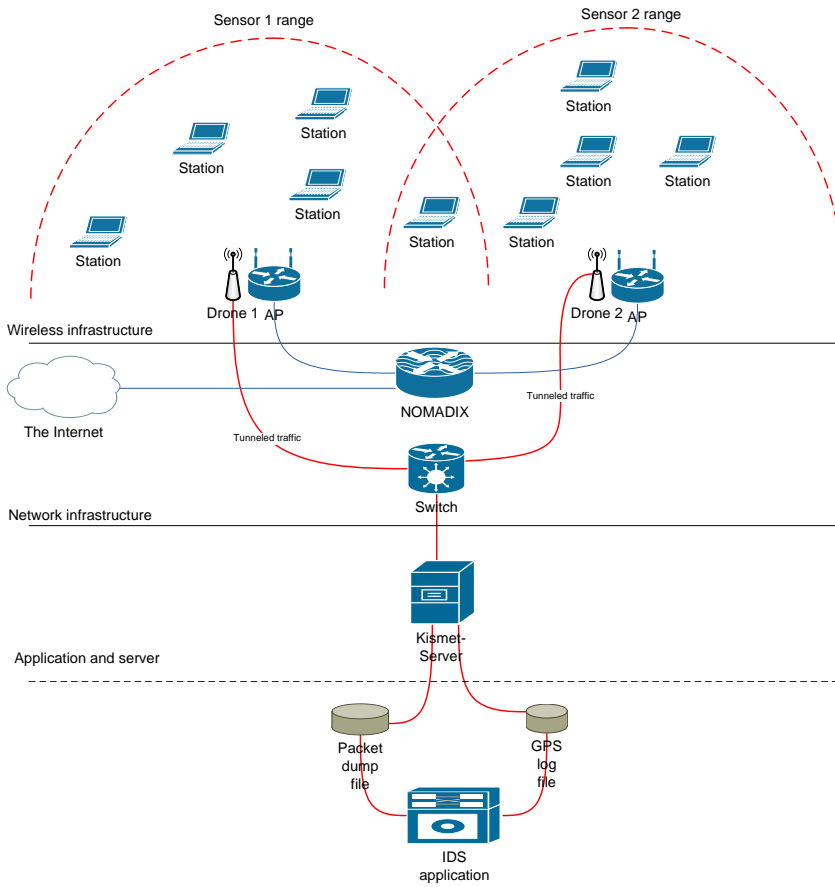 Sensor 1 range
Sensor 2 range
Station
Station
Station
Station
Station
Station
Station
Station
Station
Station
Drone 1
AP
Drone 2
AP
Wireless infrastructure
NOMADIX
The Internet
Tunneled traffic
Tunneled traffic
Switch
Network infrastructure
Kismet-
Server
Application and server
Packet
dump
file
GPS
log
file
IDS
application